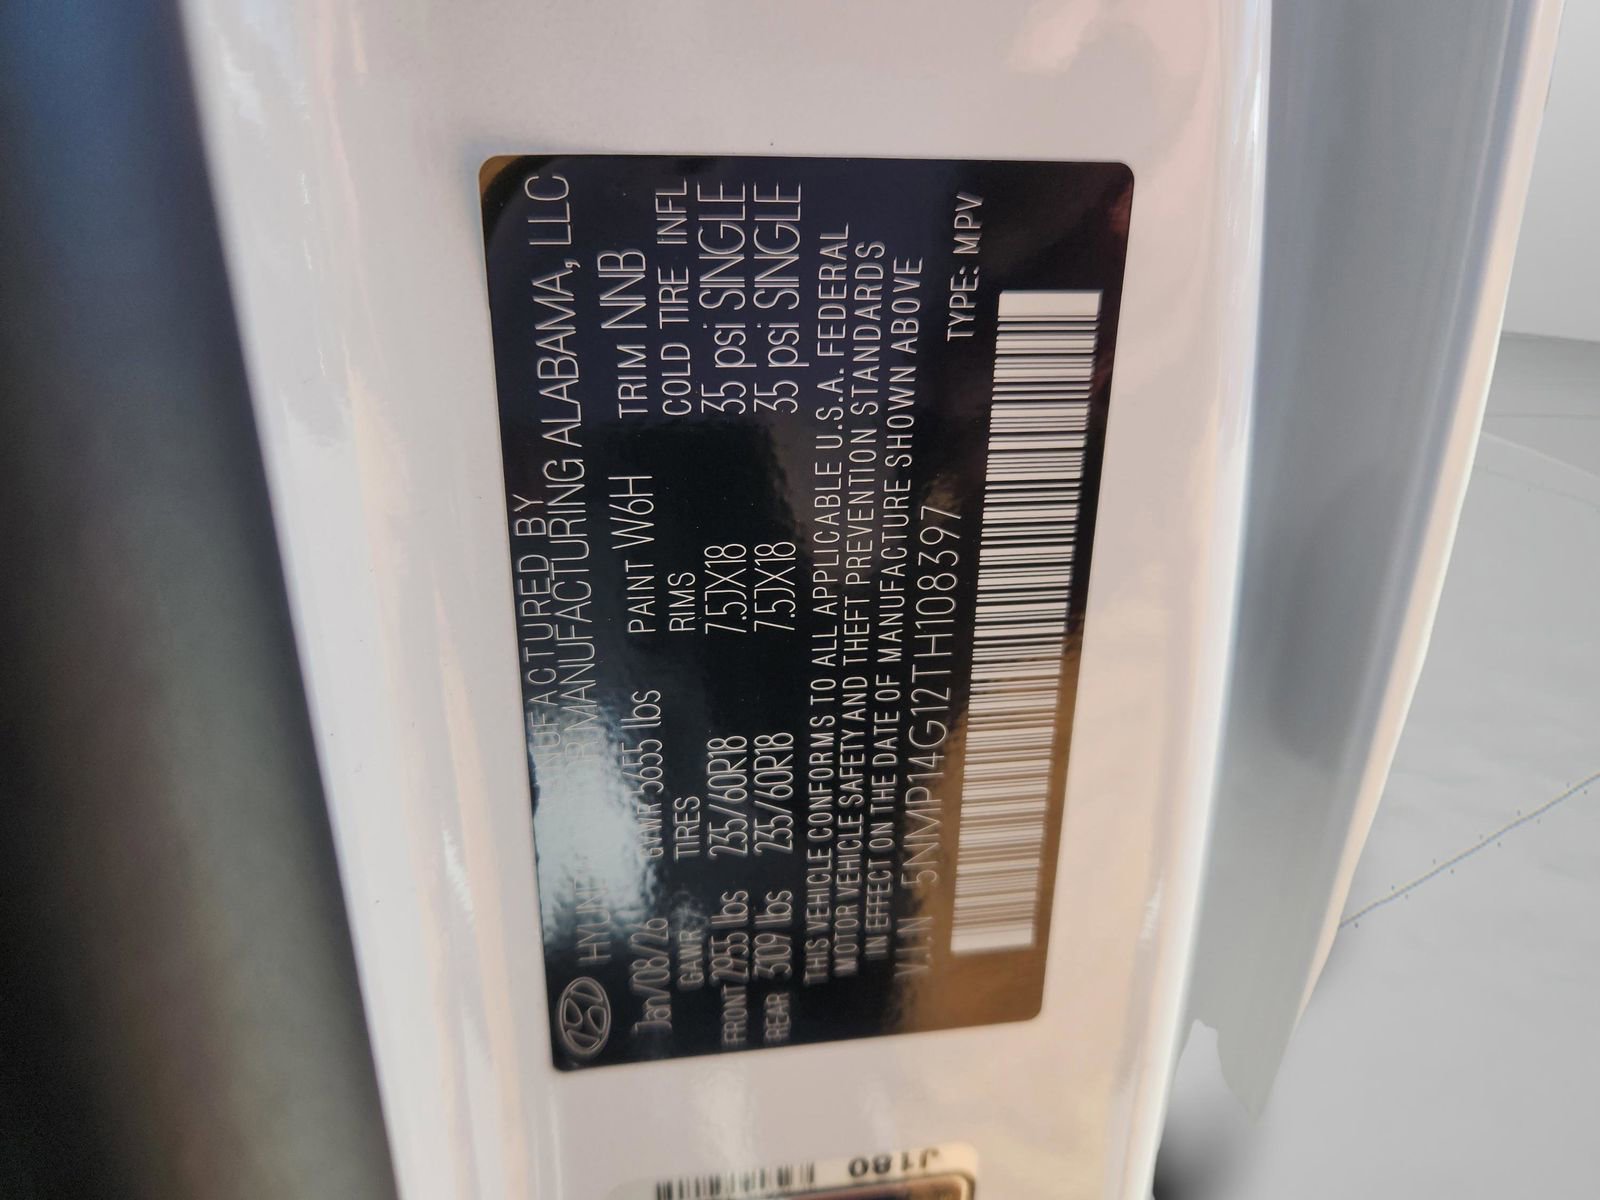 MANUFACTURED BY
HYUNDAI MOTOR MANUFACTURING ALABAMA, LLC
Jan/08/26 GVWR 5655 lbs PAINT W6H TRIM NNB
GAWR TIRES RIMS COLD TIRE INFL
FRONT 2955 lbs 235/60R18 7.5JX18 35 psi SINGLE
REAR 3109 lbs 235/60R18 7.5JX18 35 psi SINGLE
THIS VEHICLE CONFORMS TO ALL APPLICABLE U.S.A. FEDERAL
MOTOR VEHICLE SAFETY AND THEFT PREVENTION STANDARDS
IN EFFECT ON THE DATE OF MANUFACTURE SHOWN ABOVE
V.I.N 5NMP14G12TH108397
TYPE: MPV
J180